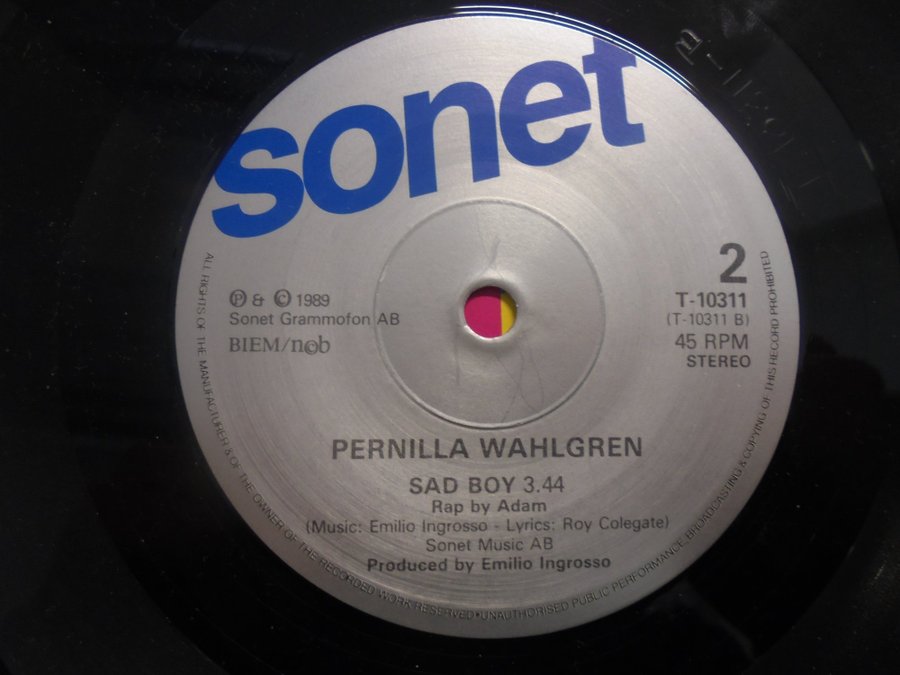 sonet
℗ & © 1989
Sonet Grammofon AB
BIEM/ncb
2
T-10311
(T-10311 B)
45 RPM
STEREO
PERNILLA WAHLGREN
SAD BOY 3.44
Rap by Adam
(Music: Emilio Ingrosso - Lyrics: Roy Colegate)
Sonet Music AB
Produced by Emilio Ingrosso
ALL RIGHTS OF THE MANUFACTURER & OF THE OWNER OF THE RECORDED WORK RESERVED•UNAUTHORISED PUBLIC PERFORMANCE, BROADCASTING & COPYING OF THIS RECORD PROHIBITED